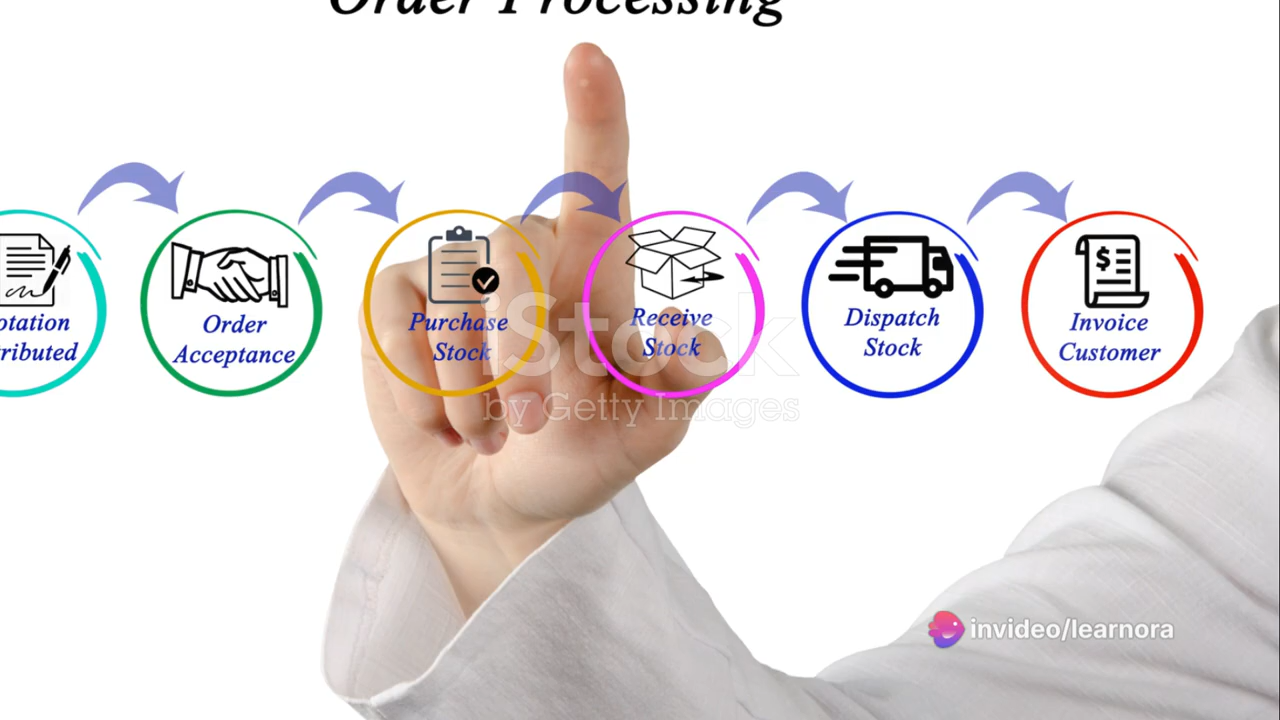 Order Processing
otation
ributed
Order
Acceptance
Purchase
Stock
Receive
Stock
Dispatch
Stock
Invoice
Customer
iStock
by Getty Images
invideo/learnora